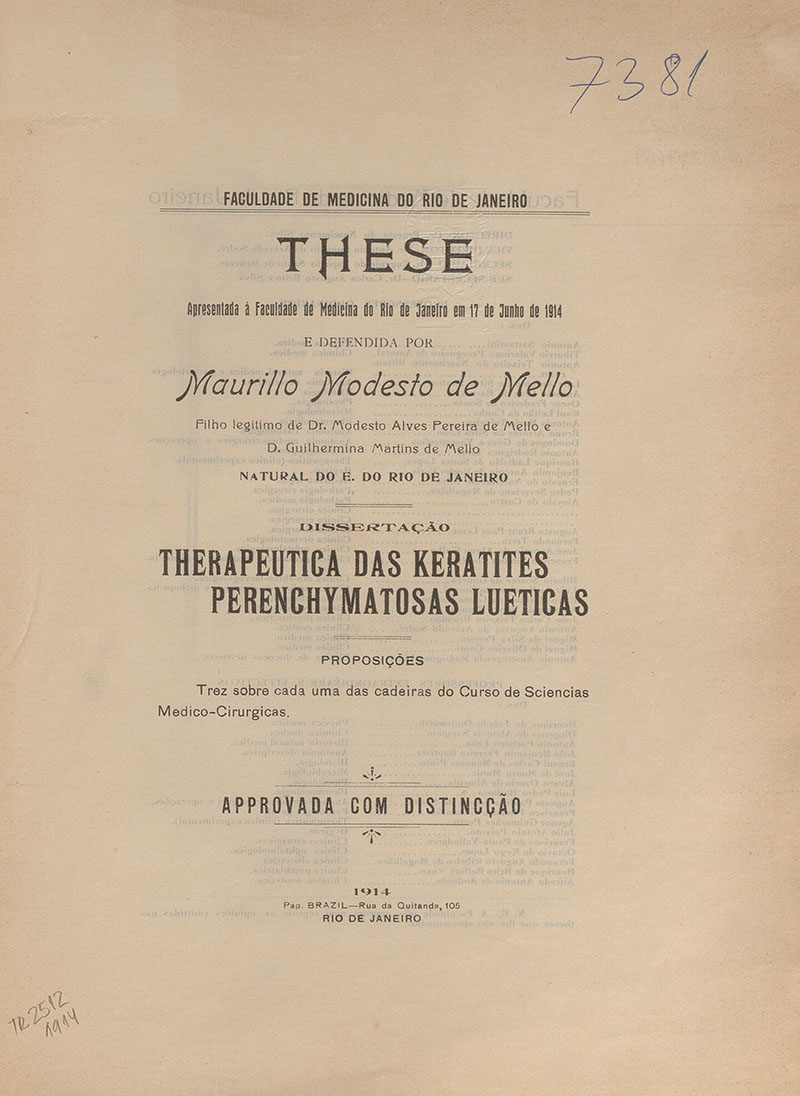 7381
FACULDADE DE MEDICINA DO RIO DE JANEIRO
THESE
Apresentada á Faculdade de Medicina do Rio de Janeiro em 17 de Junho de 1914
E DEFENDIDA POR
Maurillo Modesto de Mello
Filho legitimo de Dr. Modesto Alves Pereira de Mello e
D. Guilhermina Martins de Mello
NATURAL DO E. DO RIO DE JANEIRO
DISSERTAÇÃO
THERAPEUTICA DAS KERATITES
PERENCHYMATOSAS LUETICAS
PROPOSIÇÕES
Trez sobre cada uma das cadeiras do Curso de Sciencias
Medico-Cirurgicas.
APPROVADA COM DISTINCÇÃO
1914
Pap. BRAZIL—Rua da Quitanda, 105
RIO DE JANEIRO
TR2512
1914